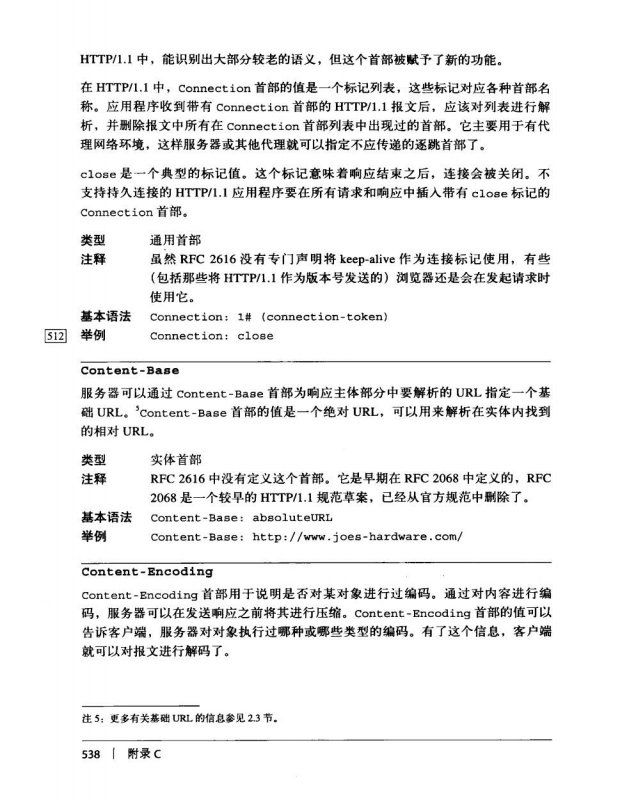 HTTP/1.1 中，能识别出大部分较老的语义，但这个首部被赋予了新的功能。
在 HTTP/1.1 中，Connection 首部的值是一个标记列表，这些标记对应各种首部名
称。应用程序收到带有 Connection 首部的 HTTP/1.1 报文后，应该对列表进行解
析，并删除报文中所有在 Connection 首部列表中出现过的首部。它主要用于有代
理网络环境，这样服务器或其他代理就可以指定不应传递的逐跳首部了。
close 是一个典型的标记值。这个标记意味着响应结束之后，连接会被关闭。不
支持持久连接的 HTTP/1.1 应用程序要在所有请求和响应中插入带有 close 标记的
Connection 首部。
类型 通用首部
注释 虽然 RFC 2616 没有专门声明将 keep-alive 作为连接标记使用，有些
（包括那些将 HTTP/1.1 作为版本号发送的）浏览器还是会在发起请求时
使用它。
基本语法 Connection: 1# (connection-token)
512 举例 Connection: close
Content-Base
服务器可以通过 Content-Base 首部为响应主体部分中要解析的 URL 指定一个基
础 URL。⁵Content-Base 首部的值是一个绝对 URL，可以用来解析在实体内找到
的相对 URL。
类型 实体首部
注释 RFC 2616 中没有定义这个首部。它是早期在 RFC 2068 中定义的，RFC
2068 是一个较早的 HTTP/1.1 规范草案，已经从官方规范中删除了。
基本语法 Content-Base: absoluteURL
举例 Content-Base: http://www.joes-hardware.com/
Content-Encoding
Content-Encoding 首部用于说明是否对某对象进行过编码。通过对内容进行编
码，服务器可以在发送响应之前将其进行压缩。Content-Encoding 首部的值可以
告诉客户端，服务器对对象执行过哪种或哪些类型的编码。有了这个信息，客户端
就可以对报文进行解码了。
注 5：更多有关基础 URL 的信息参见 2.3 节。
538 | 附录 C